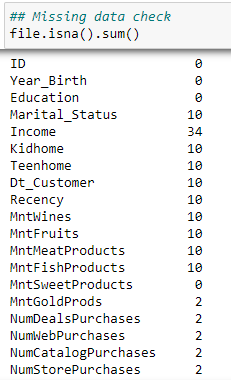 ## Missing data check
file.isna().sum()
ID 0
Year_Birth 0
Education 0
Marital_Status 10
Income 34
Kidhome 10
Teenhome 10
Dt_Customer 10
Recency 10
MntWines 10
MntFruits 10
MntMeatProducts 10
MntFishProducts 10
MntSweetProducts 0
MntGoldProds 2
NumDealsPurchases 2
NumWebPurchases 2
NumCatalogPurchases 2
NumStorePurchases 2